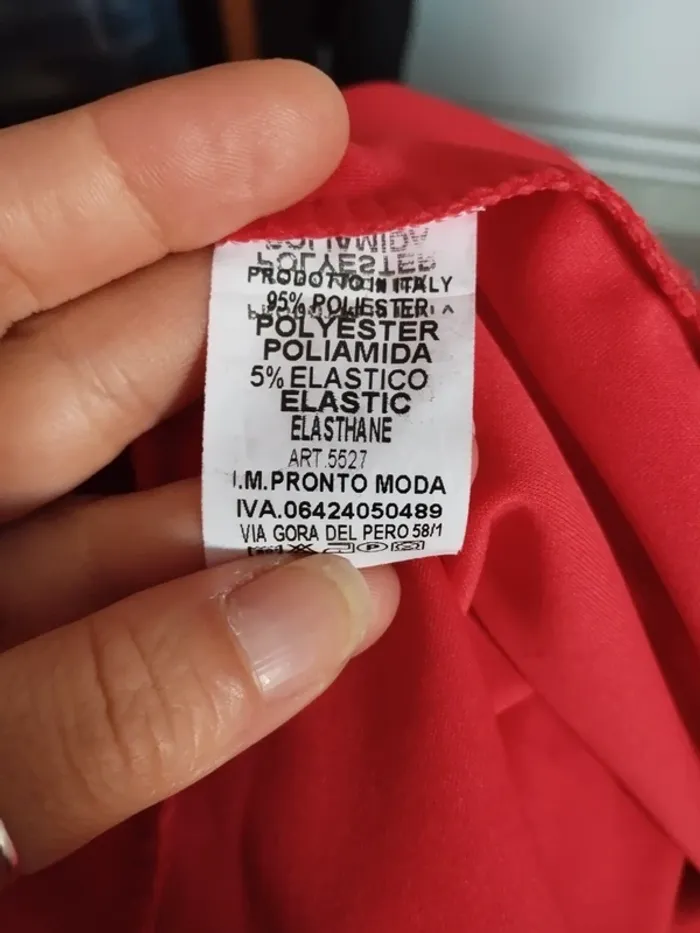 PRODOTTO IN ITALY
95% POLIESTER
POLYESTER
POLIAMIDA
5% ELASTICO
ELASTIC
ELASTHANE
ART.5527
I.M.PRONTO MODA
IVA.06424050489
VIA GORA DEL PERO 58/1